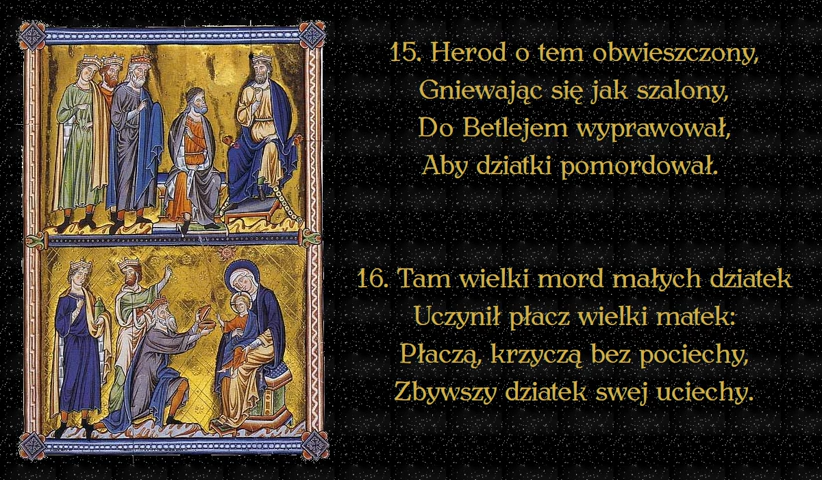 15. Herod o tem obwieszczony,
Gniewając się jak szalony,
Do Betlejem wyprawował,
Aby dziatki pomordował.
16. Tam wielki mord małych dziatek
Uczynił płacz wielki matek:
Płaczą, krzyczą bez pociechy,
Zbywszy dziatek swej uciechy.